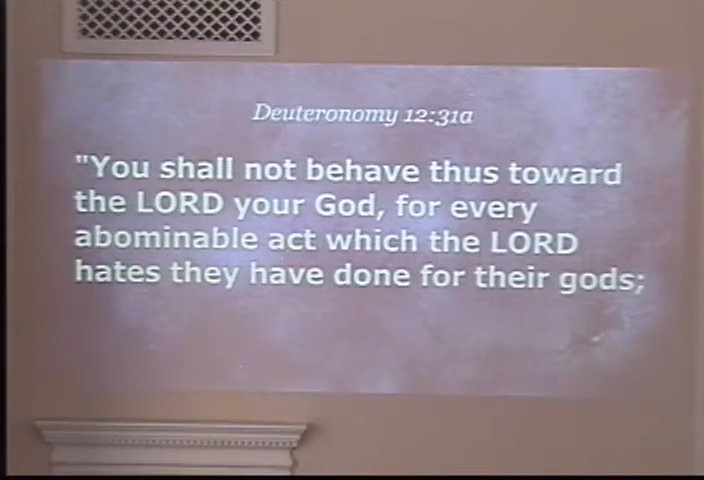 Deuteronomy 12:31a
"You shall not behave thus toward
the LORD your God, for every
abominable act which the LORD
hates they have done for their gods;